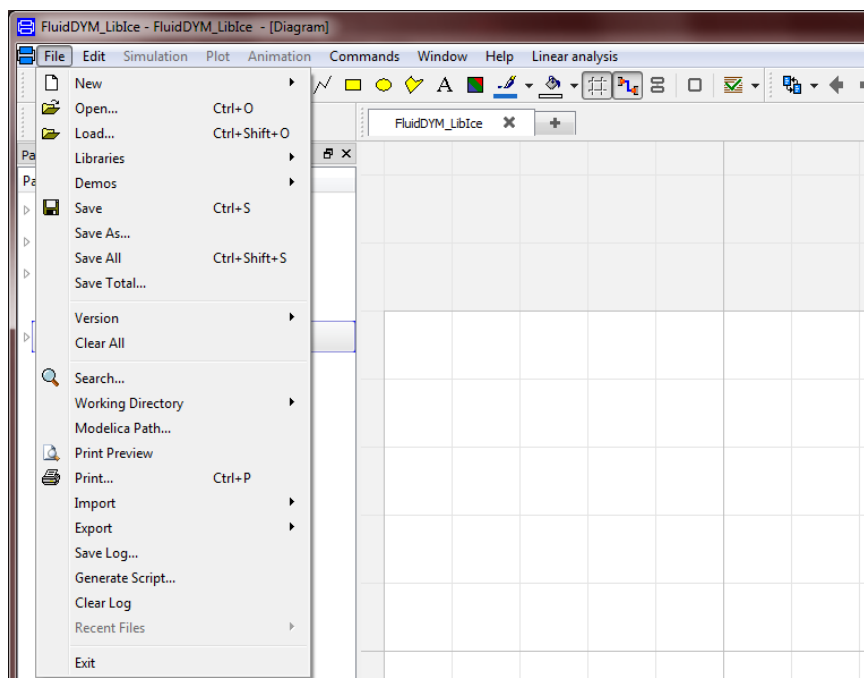 FluidDYM_LibIce - FluidDYM_LibIce - [Diagram]
File Edit Simulation Plot Animation Commands Window Help Linear analysis
New
A
Open... Ctrl+O
FluidDYM_LibIce
Load... Ctrl+Shift+O
Pa
Libraries
Pa
Demos
Save Ctrl+S
Save As...
Save All Ctrl+Shift+S
Save Total...
Version
Clear All
Search...
Working Directory
Modelica Path...
Print Preview
Print... Ctrl+P
Import
Export
Save Log...
Generate Script...
Clear Log
Recent Files
Exit